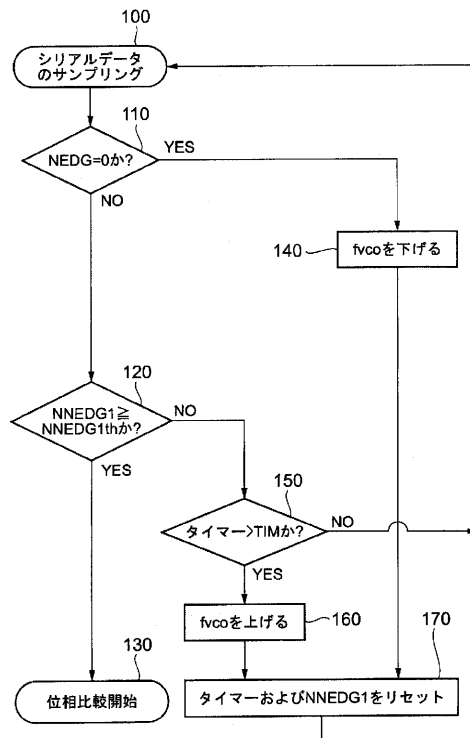 100
シリアルデータ
のサンプリング
110
NEDG=0か?
YES
NO
140
fvcoを下げる
120
NNEDG1≧
NNEDG1thか?
NO
YES
150
タイマー>TIMか?
NO
YES
fvcoを上げる
160
130
170
位相比較開始
タイマーおよびNNEDG1をリセット